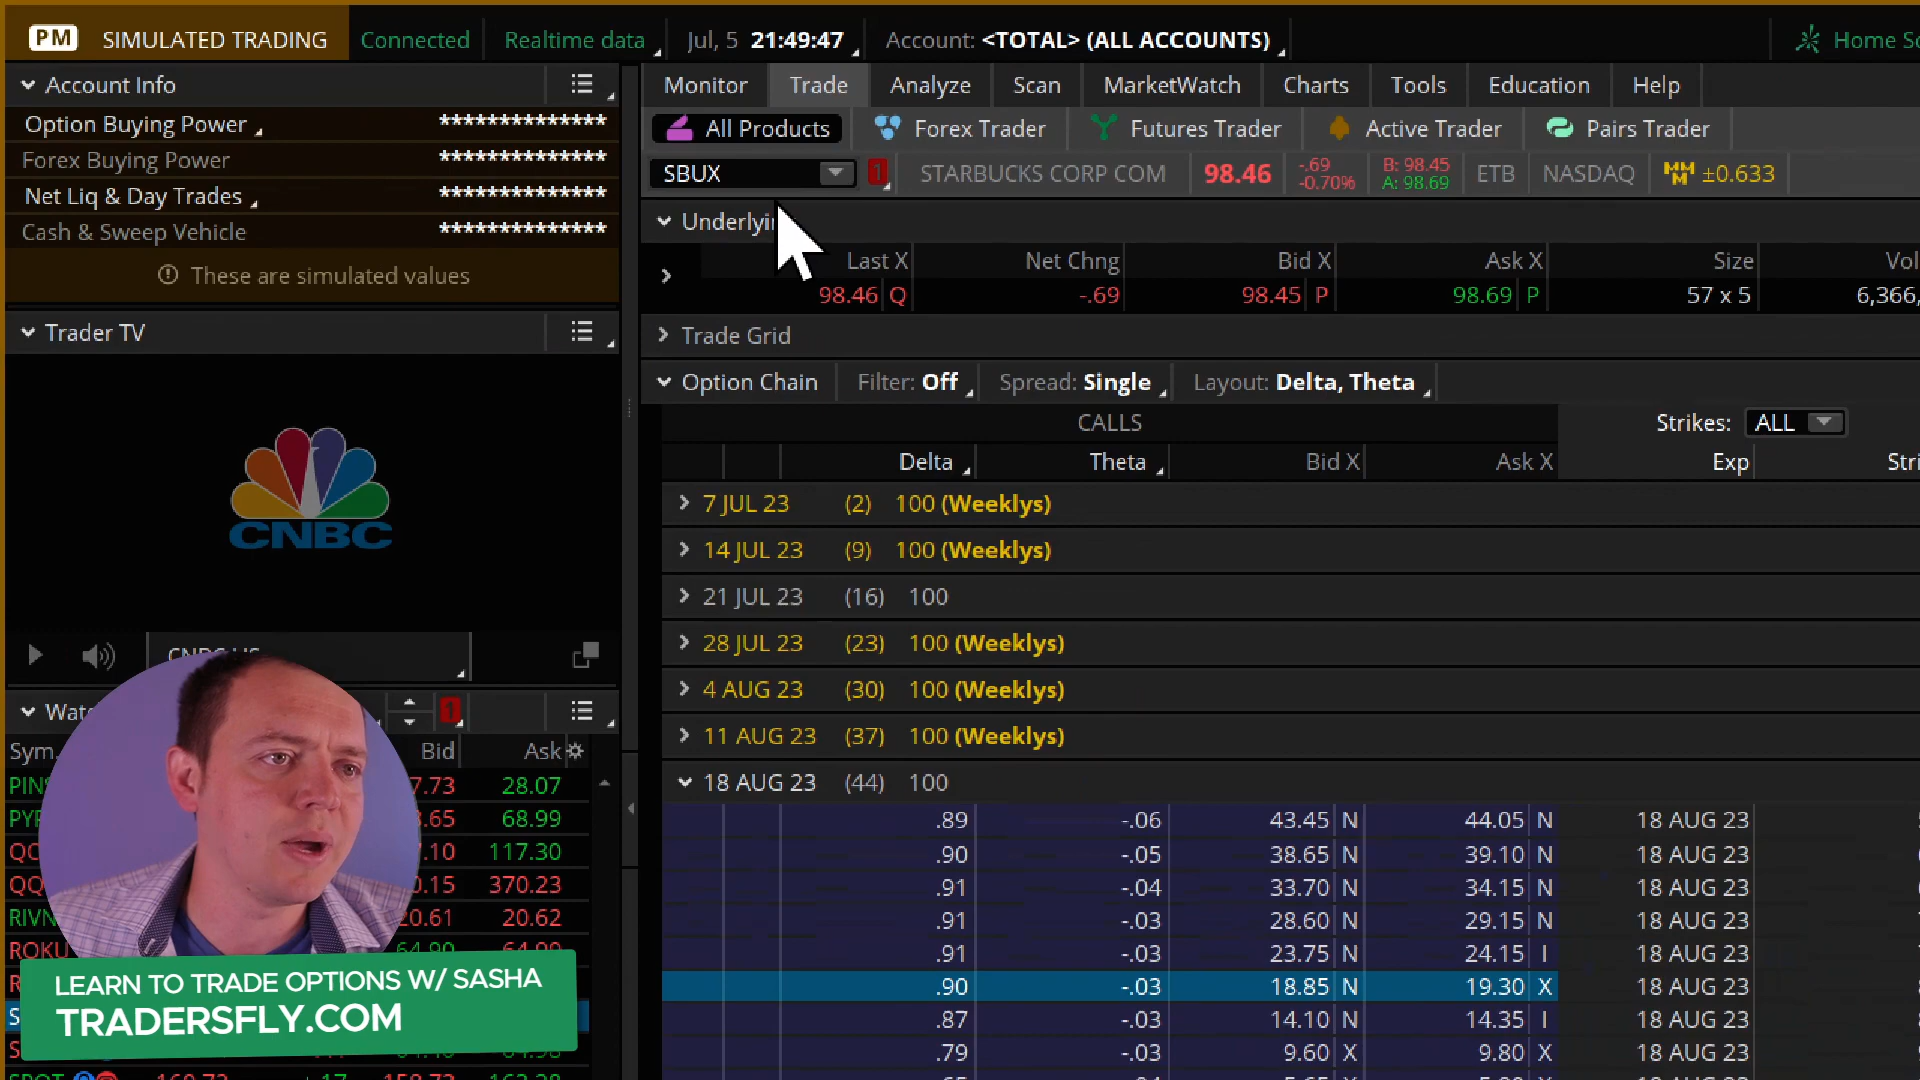 PM SIMULATED TRADING Connected Realtime data Jul, 5 21:49:47 Account: <TOTAL> (ALL ACCOUNTS) Home
Account Info
Option Buying Power **************
Forex Buying Power **************
Net Liq & Day Trades **************
Cash & Sweep Vehicle **************
These are simulated values
Trader TV
CNBC
Bid Ask
28.07
68.99
117.30
370.23
RIVN 20.61 20.62
ROKU 64.90 64.99
LEARN TO TRADE OPTIONS W/ SASHA
TRADERSFLY.COM
Monitor Trade Analyze Scan MarketWatch Charts Tools Education Help
All Products Forex Trader Futures Trader Active Trader Pairs Trader
SBUX 1 STARBUCKS CORP COM 98.46 -.69 -0.70% B: 98.45 A: 98.69 ETB NASDAQ MMM ±0.633
Last X Net Chng Bid X Ask X Size
98.46 Q -.69 98.45 P 98.69 P 57 x 5 6,366,
Trade Grid
Option Chain Filter: Off Spread: Single Layout: Delta, Theta
CALLS Strikes: ALL
Delta Theta Bid X Ask X Exp
7 JUL 23 (2) 100 (Weeklys)
14 JUL 23 (9) 100 (Weeklys)
21 JUL 23 (16) 100
28 JUL 23 (23) 100 (Weeklys)
4 AUG 23 (30) 100 (Weeklys)
11 AUG 23 (37) 100 (Weeklys)
18 AUG 23 (44) 100
.89 -.06 43.45 N 44.05 N 18 AUG 23
.90 -.05 38.65 N 39.10 N 18 AUG 23
.91 -.04 33.70 N 34.15 N 18 AUG 23
.91 -.03 28.60 N 29.15 N 18 AUG 23
.91 -.03 23.75 N 24.15 I 18 AUG 23
.90 -.03 18.85 N 19.30 X 18 AUG 23
.87 -.03 14.10 N 14.35 I 18 AUG 23
.79 -.03 9.60 X 9.80 X 18 AUG 23